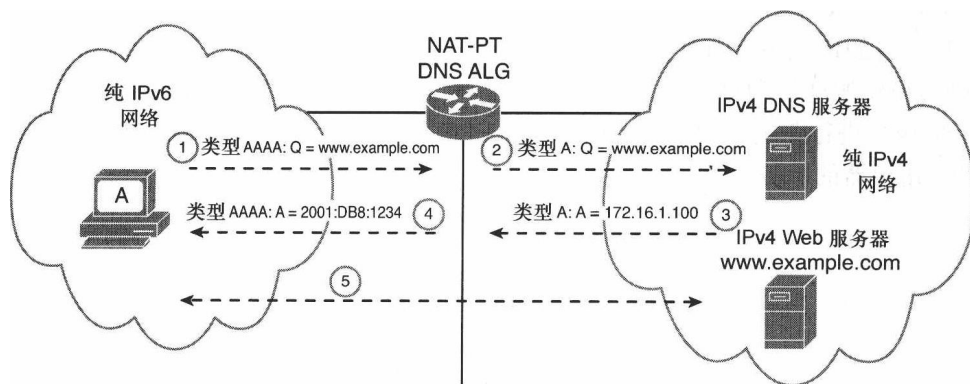 NAT-PT
DNS ALG
纯 IPv6
网络
IPv4 DNS 服务器
① 类型 AAAA: Q = www.example.com
② 类型 A: Q = www.example.com
纯 IPv4
网络
A
类型 AAAA: A = 2001:DB8:1234 ④
类型 A: A = 172.16.1.100 ③
IPv4 Web 服务器
www.example.com
⑤